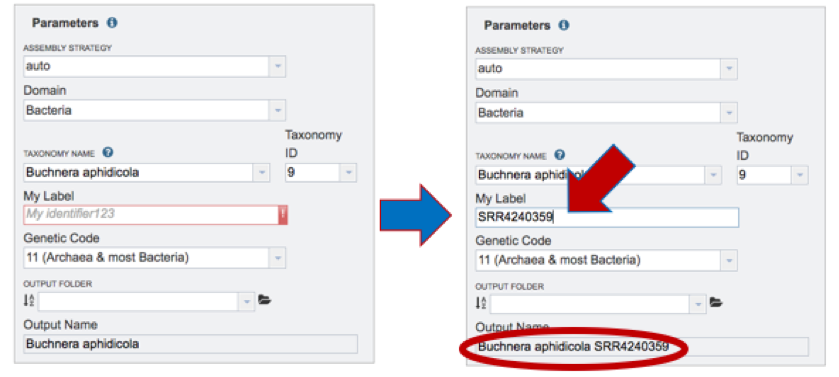 Parameters
ASSEMBLY STRATEGY
auto
Domain
Bacteria
Taxonomy
TAXONOMY NAME ID
Buchnera aphidicola 9
My Label
My identifier123 !
Genetic Code
11 (Archaea & most Bacteria)
OUTPUT FOLDER
Output Name
Buchnera aphidicola
Parameters
ASSEMBLY STRATEGY
auto
Domain
Bacteria
Taxonomy
TAXONOMY NAME ID
Buchnera aphidicola 9
My Label
SRR4240359
Genetic Code
11 (Archaea & most Bacteria)
OUTPUT FOLDER
Output Name
Buchnera aphidicola SRR4240359